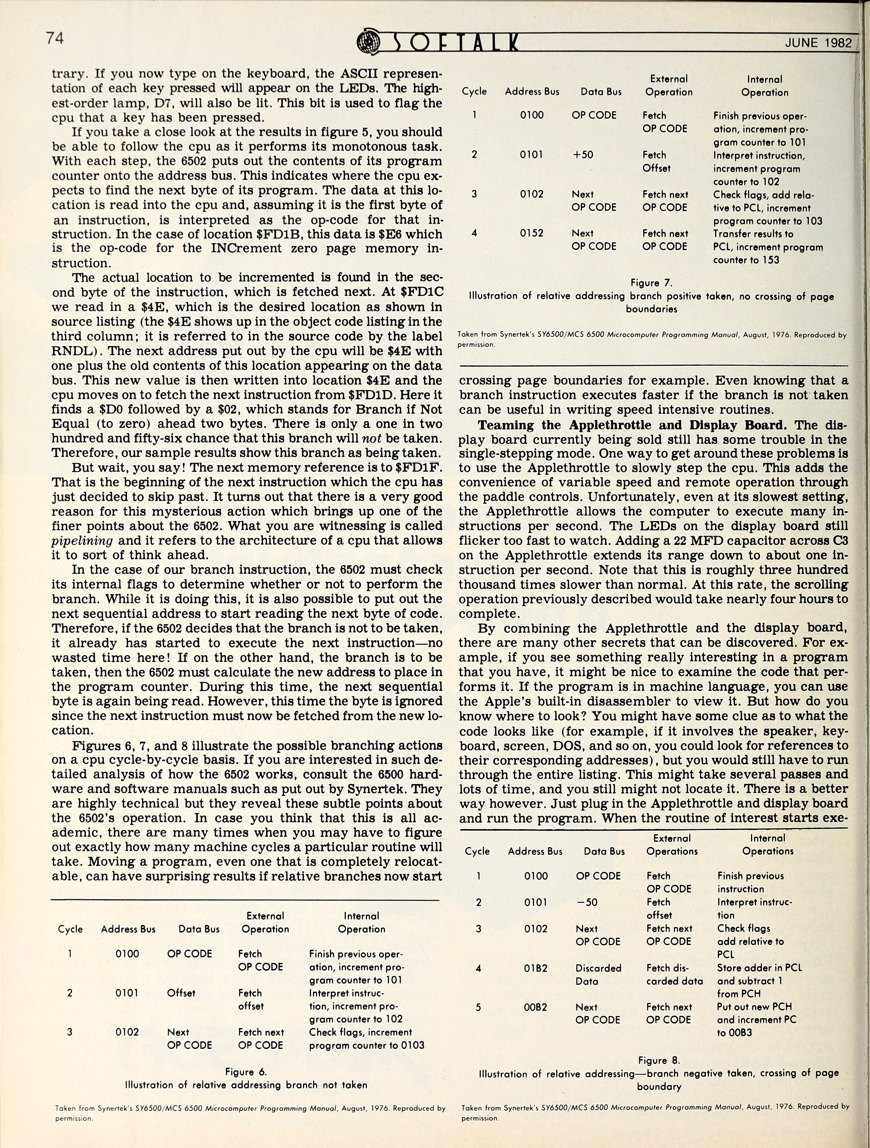 74
SOFTALK
JUNE 1982
trary. If you now type on the keyboard, the ASCII represen-
tation of each key pressed will appear on the LEDs. The high-
est-order lamp, D7, will also be lit. This bit is used to flag the
cpu that a key has been pressed.
If you take a close look at the results in figure 5, you should
be able to follow the cpu as it performs its monotonous task.
With each step, the 6502 puts out the contents of its program
counter onto the address bus. This indicates where the cpu ex-
pects to find the next byte of its program. The data at this lo-
cation is read into the cpu and, assuming it is the first byte of
an instruction, is interpreted as the op-code for that in-
struction. In the case of location $FD1B, this data is $E6 which
is the op-code for the INCrement zero page memory in-
struction.
The actual location to be incremented is found in the sec-
ond byte of the instruction, which is fetched next. At $FD1C
we read in a $4E, which is the desired location as shown in
source listing (the $4E shows up in the object code listing in the
third column; it is referred to in the source code by the label
RNDL). The next address put out by the cpu will be $4E with
one plus the old contents of this location appearing on the data
bus. This new value is then written into location $4E and the
cpu moves on to fetch the next instruction from $FD1D. Here it
finds a $D0 followed by a $02, which stands for Branch if Not
Equal (to zero) ahead two bytes. There is only a one in two
hundred and fifty-six chance that this branch will not be taken.
Therefore, our sample results show this branch as being taken.
But wait, you say! The next memory reference is to $FD1F.
That is the beginning of the next instruction which the cpu has
just decided to skip past. It turns out that there is a very good
reason for this mysterious action which brings up one of the
finer points about the 6502. What you are witnessing is called
pipelining and it refers to the architecture of a cpu that allows
it to sort of think ahead.
In the case of our branch instruction, the 6502 must check
its internal flags to determine whether or not to perform the
branch. While it is doing this, it is also possible to put out the
next sequential address to start reading the next byte of code.
Therefore, if the 6502 decides that the branch is not to be taken,
it already has started to execute the next instruction—no
wasted time here! If on the other hand, the branch is to be
taken, then the 6502 must calculate the new address to place in
the program counter. During this time, the next sequential
byte is again being read. However, this time the byte is ignored
since the next instruction must now be fetched from the new lo-
cation.
Figures 6, 7, and 8 illustrate the possible branching actions
on a cpu cycle-by-cycle basis. If you are interested in such de-
tailed analysis of how the 6502 works, consult the 6500 hard-
ware and software manuals such as put out by Synertek. They
are highly technical but they reveal these subtle points about
the 6502's operation. In case you think that this is all ac-
ademic, there are many times when you may have to figure
out exactly how many machine cycles a particular routine will
take. Moving a program, even one that is completely relocat-
able, can have surprising results if relative branches now start
External Internal
Cycle Address Bus Data Bus Operation Operation
1 0100 OP CODE Fetch Finish previous oper-
OP CODE ation, increment pro-
gram counter to 101
2 0101 Offset Fetch Interpret instruc-
offset tion, increment pro-
gram counter to 102
3 0102 Next Fetch next Check flags, increment
OP CODE OP CODE program counter to 0103
Figure 6.
Illustration of relative addressing branch not taken
Taken from Synertek's SY6500/MCS 6500 Microcomputer Programming Manual, August, 1976. Reproduced by
permission.
External Internal
Cycle Address Bus Data Bus Operation Operation
1 0100 OP CODE Fetch Finish previous oper-
OP CODE ation, increment pro-
gram counter to 101
2 0101 +50 Fetch Interpret instruction,
Offset increment program
counter to 102
3 0102 Next Fetch next Check flags, add rela-
OP CODE OP CODE tive to PCL, increment
program counter to 103
4 0152 Next Fetch next Transfer results to
OP CODE OP CODE PCL, increment program
counter to 153
Figure 7.
Illustration of relative addressing branch positive taken, no crossing of page
boundaries
Taken from Synertek's SY6500/MCS 6500 Microcomputer Programming Manual, August, 1976. Reproduced by
permission.
crossing page boundaries for example. Even knowing that a
branch instruction executes faster if the branch is not taken
can be useful in writing speed intensive routines.
Teaming the Applethrottle and Display Board. The dis-
play board currently being sold still has some trouble in the
single-stepping mode. One way to get around these problems is
to use the Applethrottle to slowly step the cpu. This adds the
convenience of variable speed and remote operation through
the paddle controls. Unfortunately, even at its slowest setting,
the Applethrottle allows the computer to execute many in-
structions per second. The LEDs on the display board still
flicker too fast to watch. Adding a 22 MFD capacitor across C3
on the Applethrottle extends its range down to about one in-
struction per second. Note that this is roughly three hundred
thousand times slower than normal. At this rate, the scrolling
operation previously described would take nearly four hours to
complete.
By combining the Applethrottle and the display board,
there are many other secrets that can be discovered. For ex-
ample, if you see something really interesting in a program
that you have, it might be nice to examine the code that per-
forms it. If the program is in machine language, you can use
the Apple's built-in disassembler to view it. But how do you
know where to look? You might have some clue as to what the
code looks like (for example, if it involves the speaker, key-
board, screen, DOS, and so on, you could look for references to
their corresponding addresses), but you would still have to run
through the entire listing. This might take several passes and
lots of time, and you still might not locate it. There is a better
way however. Just plug in the Applethrottle and display board
and run the program. When the routine of interest starts exe-
External Internal
Cycle Address Bus Data Bus Operations Operations
1 0100 OP CODE Fetch Finish previous
OP CODE instruction
2 0101 −50 Fetch Interpret instruc-
offset tion
3 0102 Next Fetch next Check flags
OP CODE OP CODE add relative to
PCL
4 01B2 Discarded Fetch dis- Store adder in PCL
Data carded data and subtract 1
from PCH
5 00B2 Next Fetch next Put out new PCH
OP CODE OP CODE and increment PC
to 00B3
Figure 8.
Illustration of relative addressing—branch negative taken, crossing of page
boundary
Taken from Synertek's SY6500/MCS 6500 Microcomputer Programming Manual, August, 1976. Reproduced by
permission.